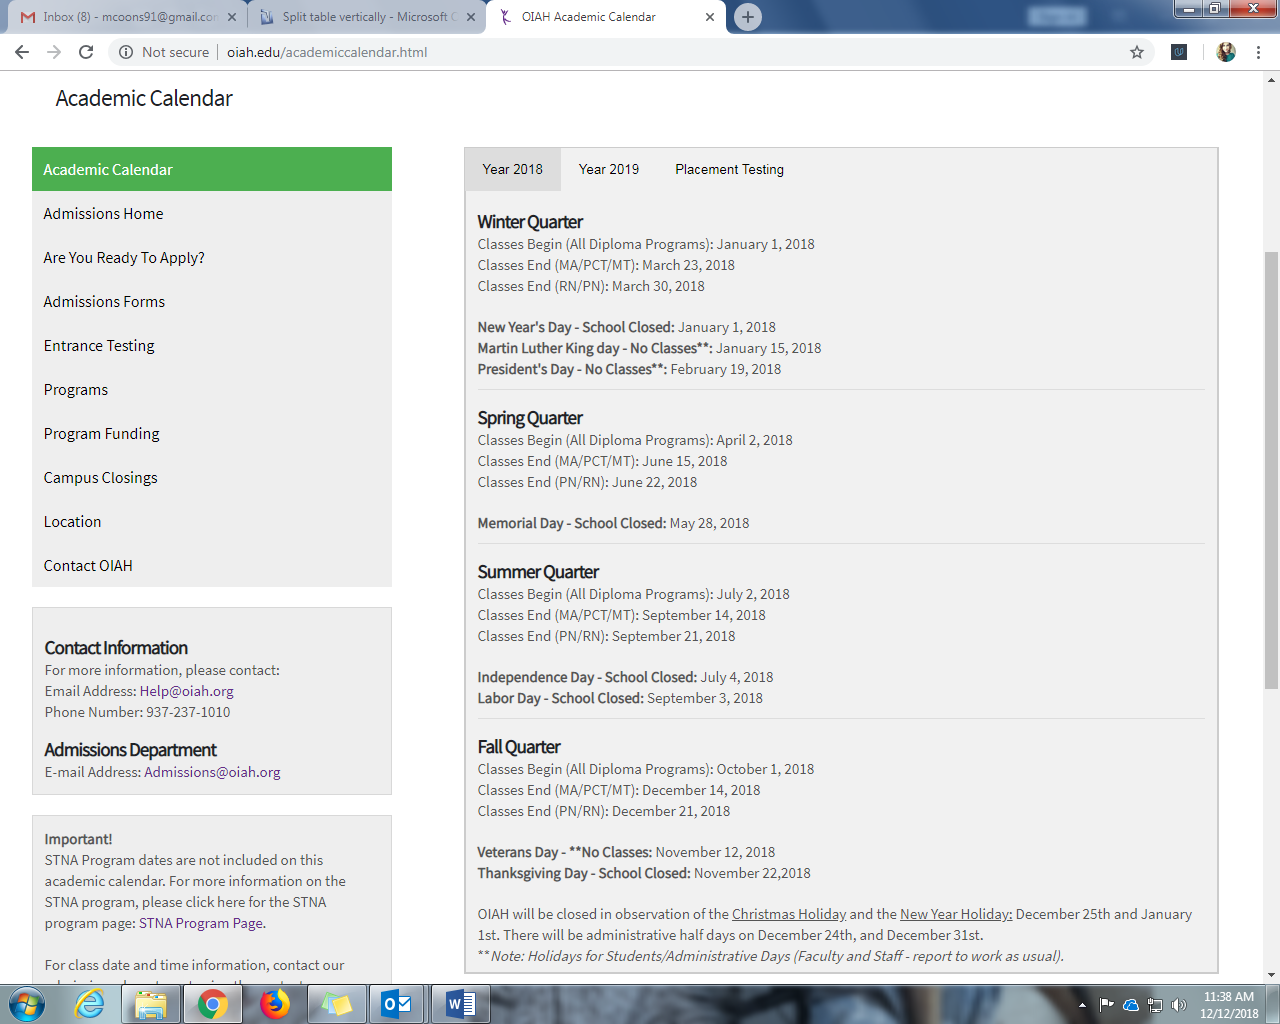 Inbox (8) - mcoons91@gmail.con
Split table vertically - Microsoft C
OIAH Academic Calendar
Not secure
oiah.edu/academiccalendar.html
Academic Calendar
Academic Calendar
Admissions Home
Are You Ready To Apply?
Admissions Forms
Entrance Testing
Programs
Program Funding
Campus Closings
Location
Contact OIAH
Contact Information
For more information, please contact:
Email Address: Help@oiah.org
Phone Number: 937-237-1010
Admissions Department
E-mail Address: Admissions@oiah.org
Important!
STNA Program dates are not included on this
academic calendar. For more information on the
STNA program, please click here for the STNA
program page: STNA Program Page.
For class date and time information, contact our
Year 2018
Year 2019
Placement Testing
Winter Quarter
Classes Begin (All Diploma Programs): January 1, 2018
Classes End (MA/PCT/MT): March 23, 2018
Classes End (RN/PN): March 30, 2018
New Year's Day - School Closed: January 1, 2018
Martin Luther King day - No Classes**: January 15, 2018
President's Day - No Classes**: February 19, 2018
Spring Quarter
Classes Begin (All Diploma Programs): April 2, 2018
Classes End (MA/PCT/MT): June 15, 2018
Classes End (PN/RN): June 22, 2018
Memorial Day - School Closed: May 28, 2018
Summer Quarter
Classes Begin (All Diploma Programs): July 2, 2018
Classes End (MA/PCT/MT): September 14, 2018
Classes End (PN/RN): September 21, 2018
Independence Day - School Closed: July 4, 2018
Labor Day - School Closed: September 3, 2018
Fall Quarter
Classes Begin (All Diploma Programs): October 1, 2018
Classes End (MA/PCT/MT): December 14, 2018
Classes End (PN/RN): December 21, 2018
Veterans Day - **No Classes: November 12, 2018
Thanksgiving Day - School Closed: November 22,2018
OIAH will be closed in observation of the Christmas Holiday and the New Year Holiday: December 25th and January
1st. There will be administrative half days on December 24th, and December 31st.
**Note: Holidays for Students/Administrative Days (Faculty and Staff - report to work as usual).
11:38 AM
12/12/2018